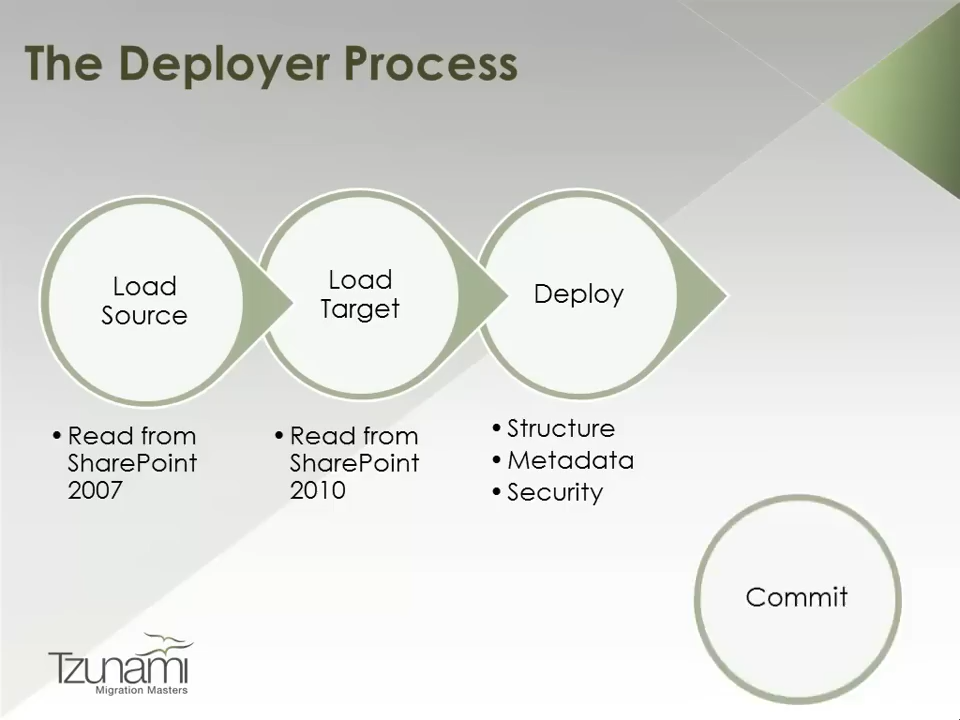 The Deployer Process
Load
Source
Load
Target
Deploy
• Read from
SharePoint
2007
• Read from
SharePoint
2010
• Structure
• Metadata
• Security
Commit
Tzunami
Migration Masters